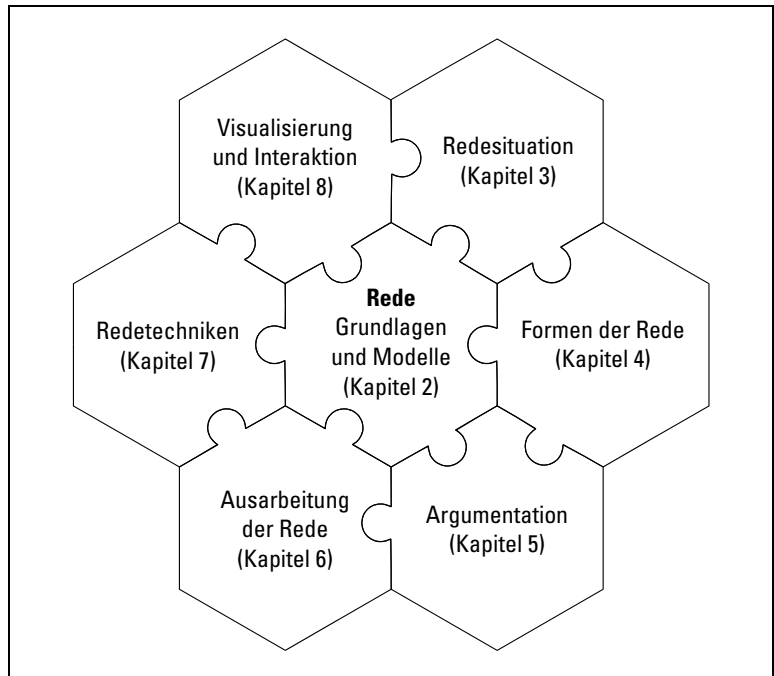 Visualisierung
und Interaktion
(Kapitel 8)
Redesituation
(Kapitel 3)
Redetechniken
(Kapitel 7)
Rede
Grundlagen
und Modelle
(Kapitel 2)
Formen der Rede
(Kapitel 4)
Ausarbeitung
der Rede
(Kapitel 6)
Argumentation
(Kapitel 5)